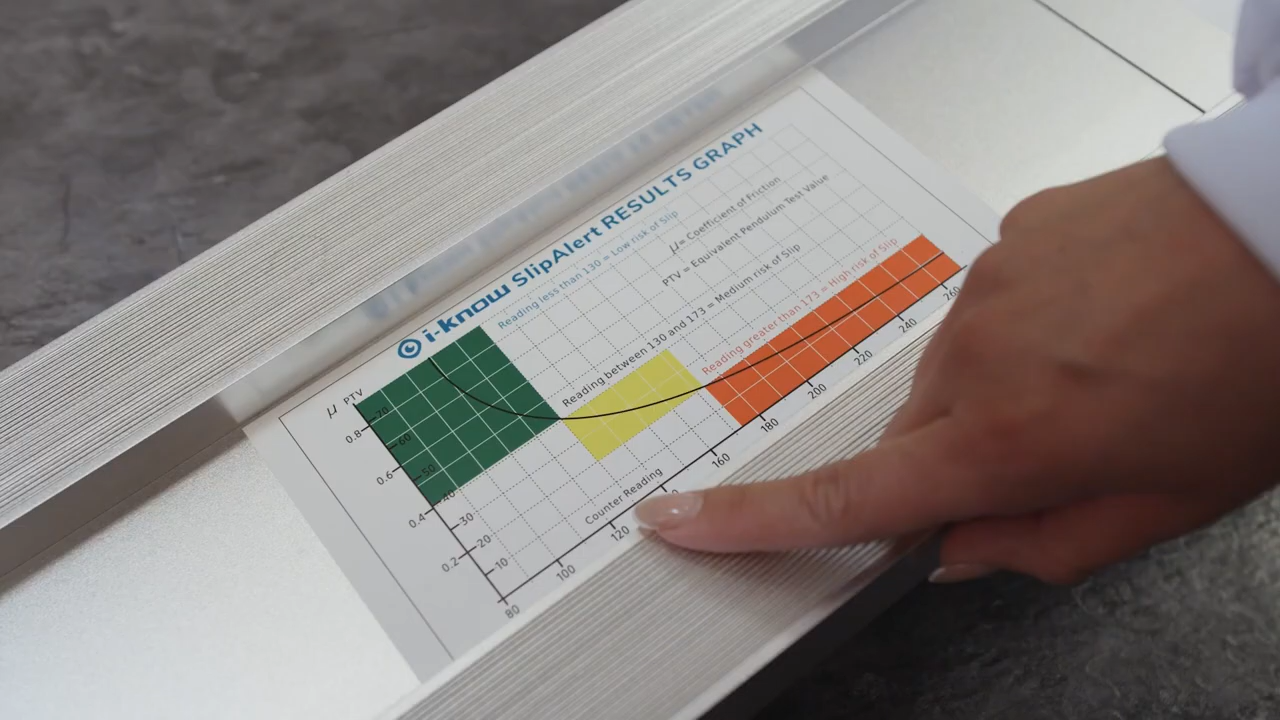 i-know SlipAlert RESULTS GRAPH
Reading less than 130 = Low risk of Slip
μ= Coefficient of Friction
PTV = Equivalent Pendulum Test Value
Reading between 130 and 173 = Medium risk of Slip
Reading greater than 173 = High risk of Slip
μ PTV
0.8
0.6
0.4
0.2
70
60
50
40
30
20
10
Counter Reading
80
100
120
160
180
200
220
240
260